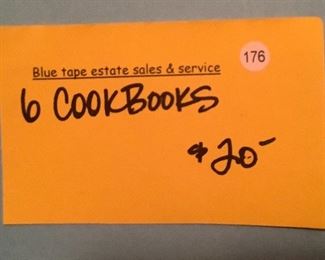 176
Blue tape estate sales & service
6 COOKBOOKS
$20-